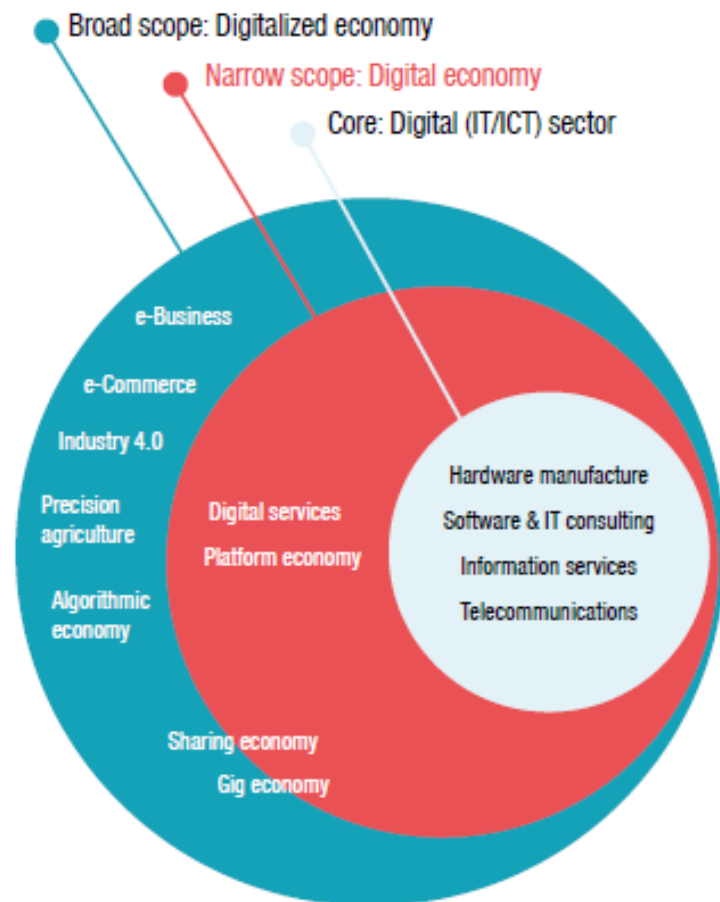 Broad scope: Digitalized economy
Narrow scope: Digital economy
Core: Digital (IT/ICT) sector
e-Business
e-Commerce
Industry 4.0
Precision
agriculture
Algorithmic
economy
Digital services
Platform economy
Sharing economy
Gig economy
Hardware manufacture
Software & IT consulting
Information services
Telecommunications